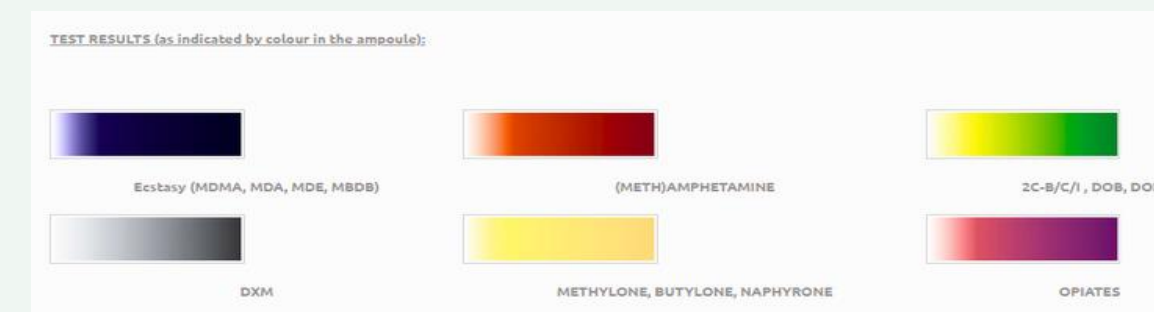 TEST RESULTS (as indicated by colour in the ampoule):
Ecstasy (MDMA, MDA, MDE, MBDB)
(METH)AMPHETAMINE
2C-B/C/I , DOB,
DXM
METHYLONE, BUTYLONE, NAPHYRONE
OPIATES